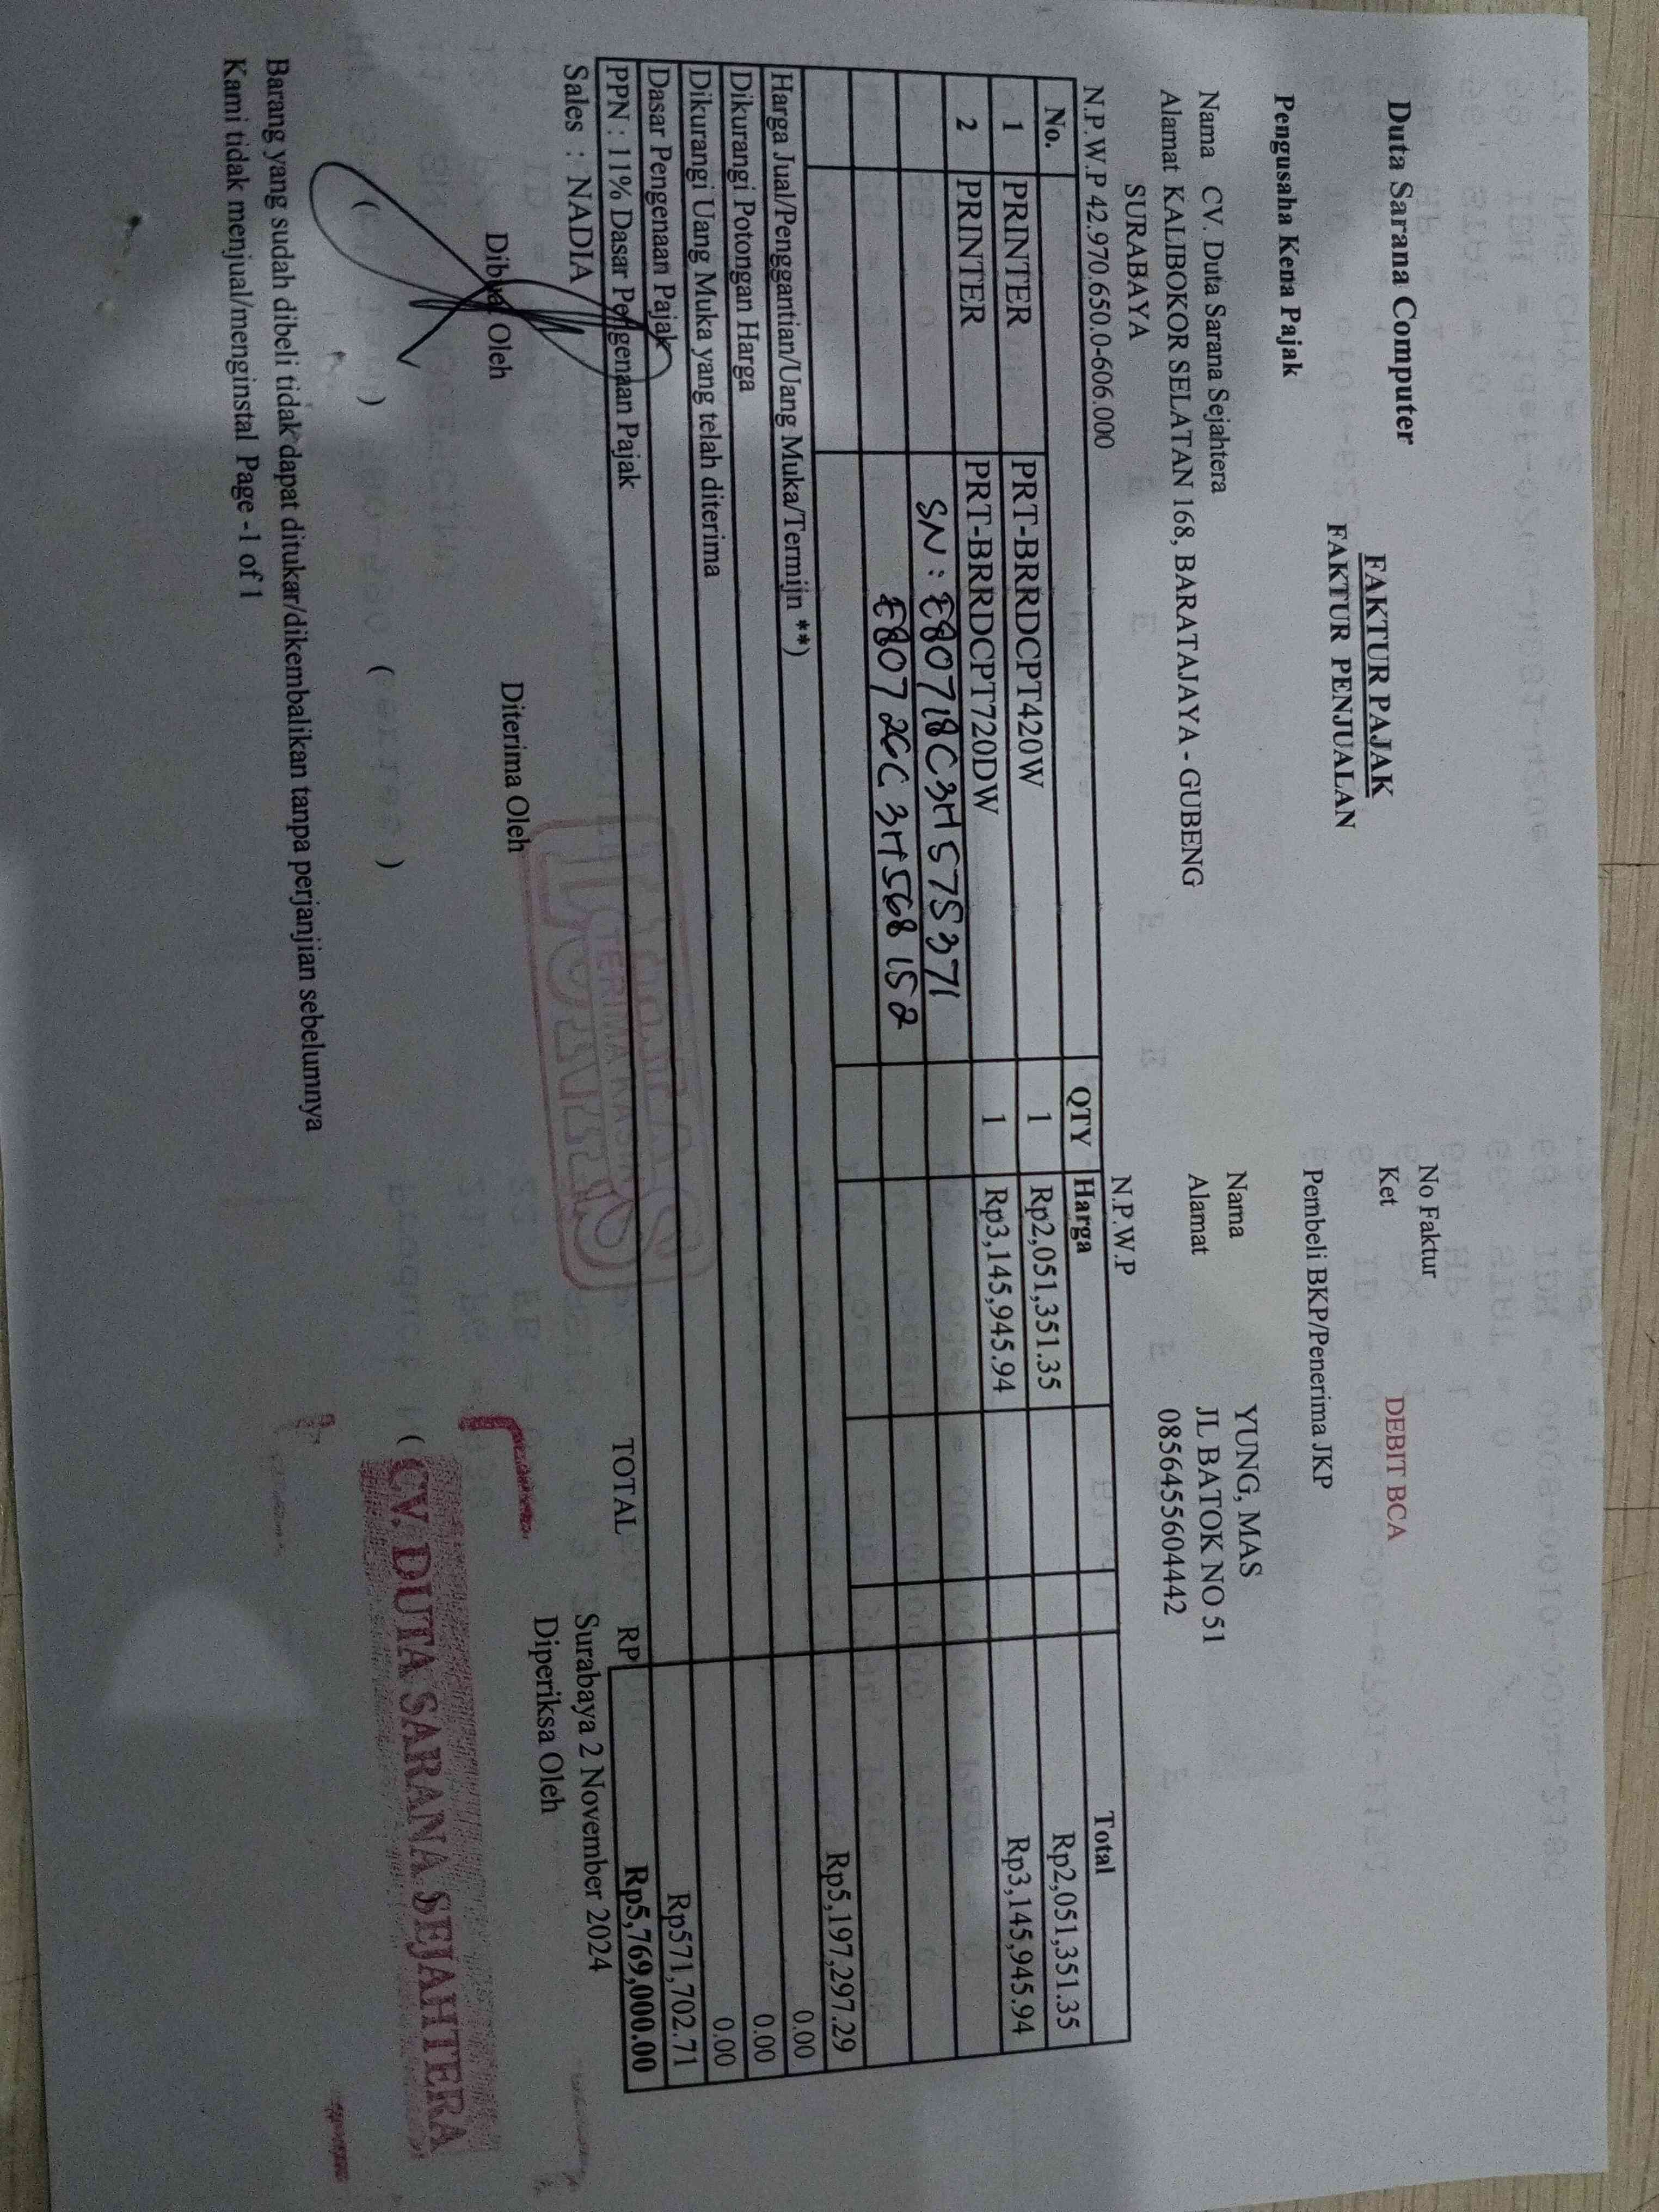 Duta Sarana Computer
FAKTUR PAJAK
FAKTUR PENJUALAN
No Faktur
Ket DEBIT BCA
Pengusaha Kena Pajak
Pembeli BKP/Penerima JKP
Nama CV. Duta Sarana Sejahtera
Alamat KALIBOKOR SELATAN 168, BARATAJAYA - GUBENG
SURABAYA
N.P.W.P 42.970.650.0-606.000
Nama YUNG, MAS
Alamat JL BATOK NO 51
0856455604442
N.P.W.P
No. QTY Harga Total
1 PRINTER PRT-BRRDCPT420W 1 Rp2,051,351.35 Rp2,051,351.35
2 PRINTER PRT-BRRDCPT720DW 1 Rp3,145,945.94 Rp3,145,945.94
SN : E80718C3H575371
E80726C3H568152
Rp5,197,297.29
Harga Jual/Penggantian/Uang Muka/Termijn **) 0.00
Dikurangi Potongan Harga 0.00
Dikurangi Uang Muka yang telah diterima 0.00
Dasar Pengenaan Pajak Rp571,702.71
PPN : 11% Dasar Pengenaan Pajak TOTAL RP Rp5,769,000.00
Sales : NADIA
Surabaya 2 November 2024
Dibuat Oleh Diterima Oleh Diperiksa Oleh
TERIMA KASIH
LUNAS
( ) ( ) (
CV. DUTA SARANA SEJAHTERA
Barang yang sudah dibeli tidak dapat ditukar/dikembalikan tanpa perjanjian sebelumnya
Kami tidak menjual/menginstal Page -1 of 1